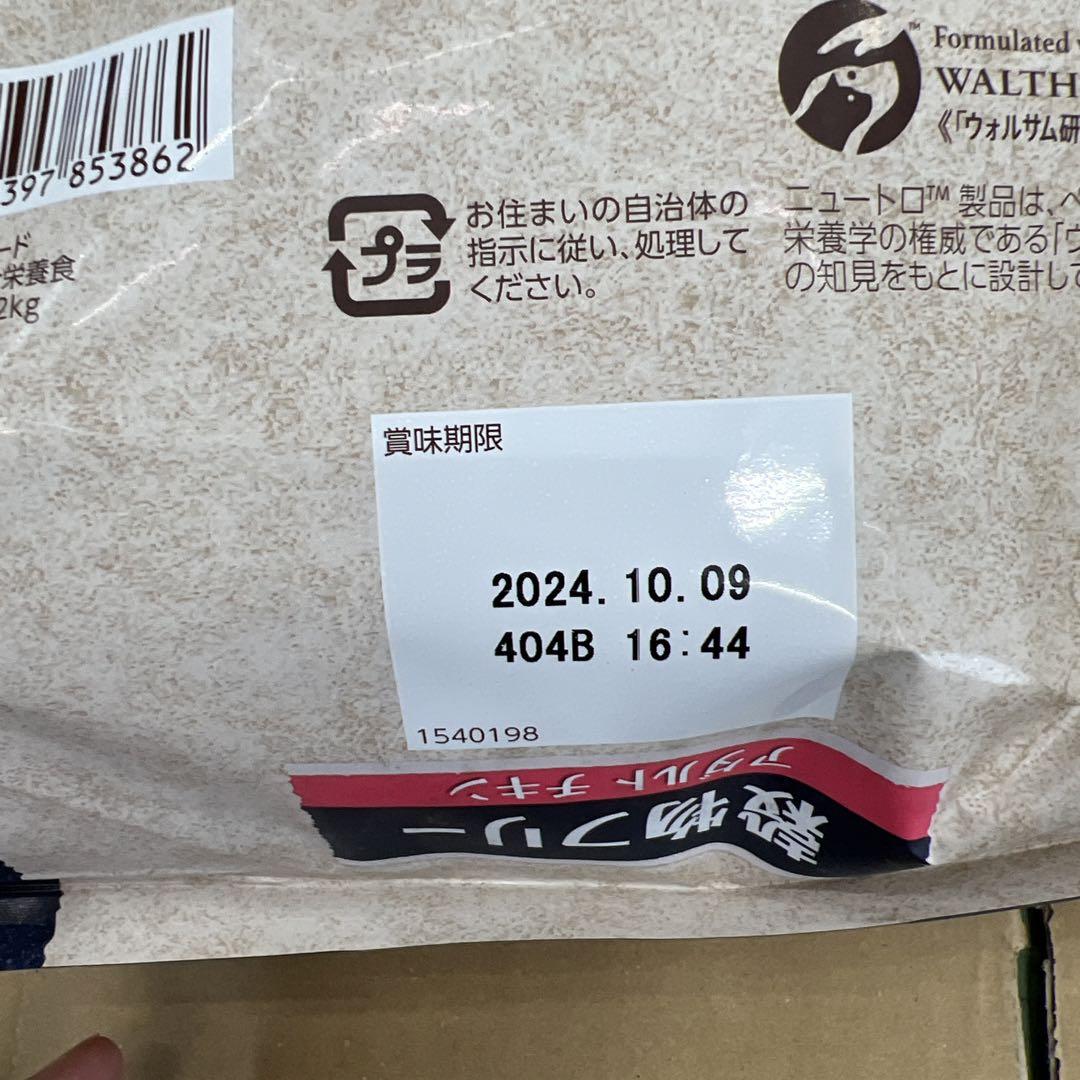 397 853862
ード
栄養食
2kg
お住まいの自治体の
指示に従い、処理して
ください。
プラ
Formulated
WALTH
《「ウォルサム研
ニュートロ™ 製品は、ペ
栄養学の権威である「ウ
の知見をもとに設計して
賞味期限
2024.10.09
404B 16:44
1540198
アダルト チキン
穀物フリー